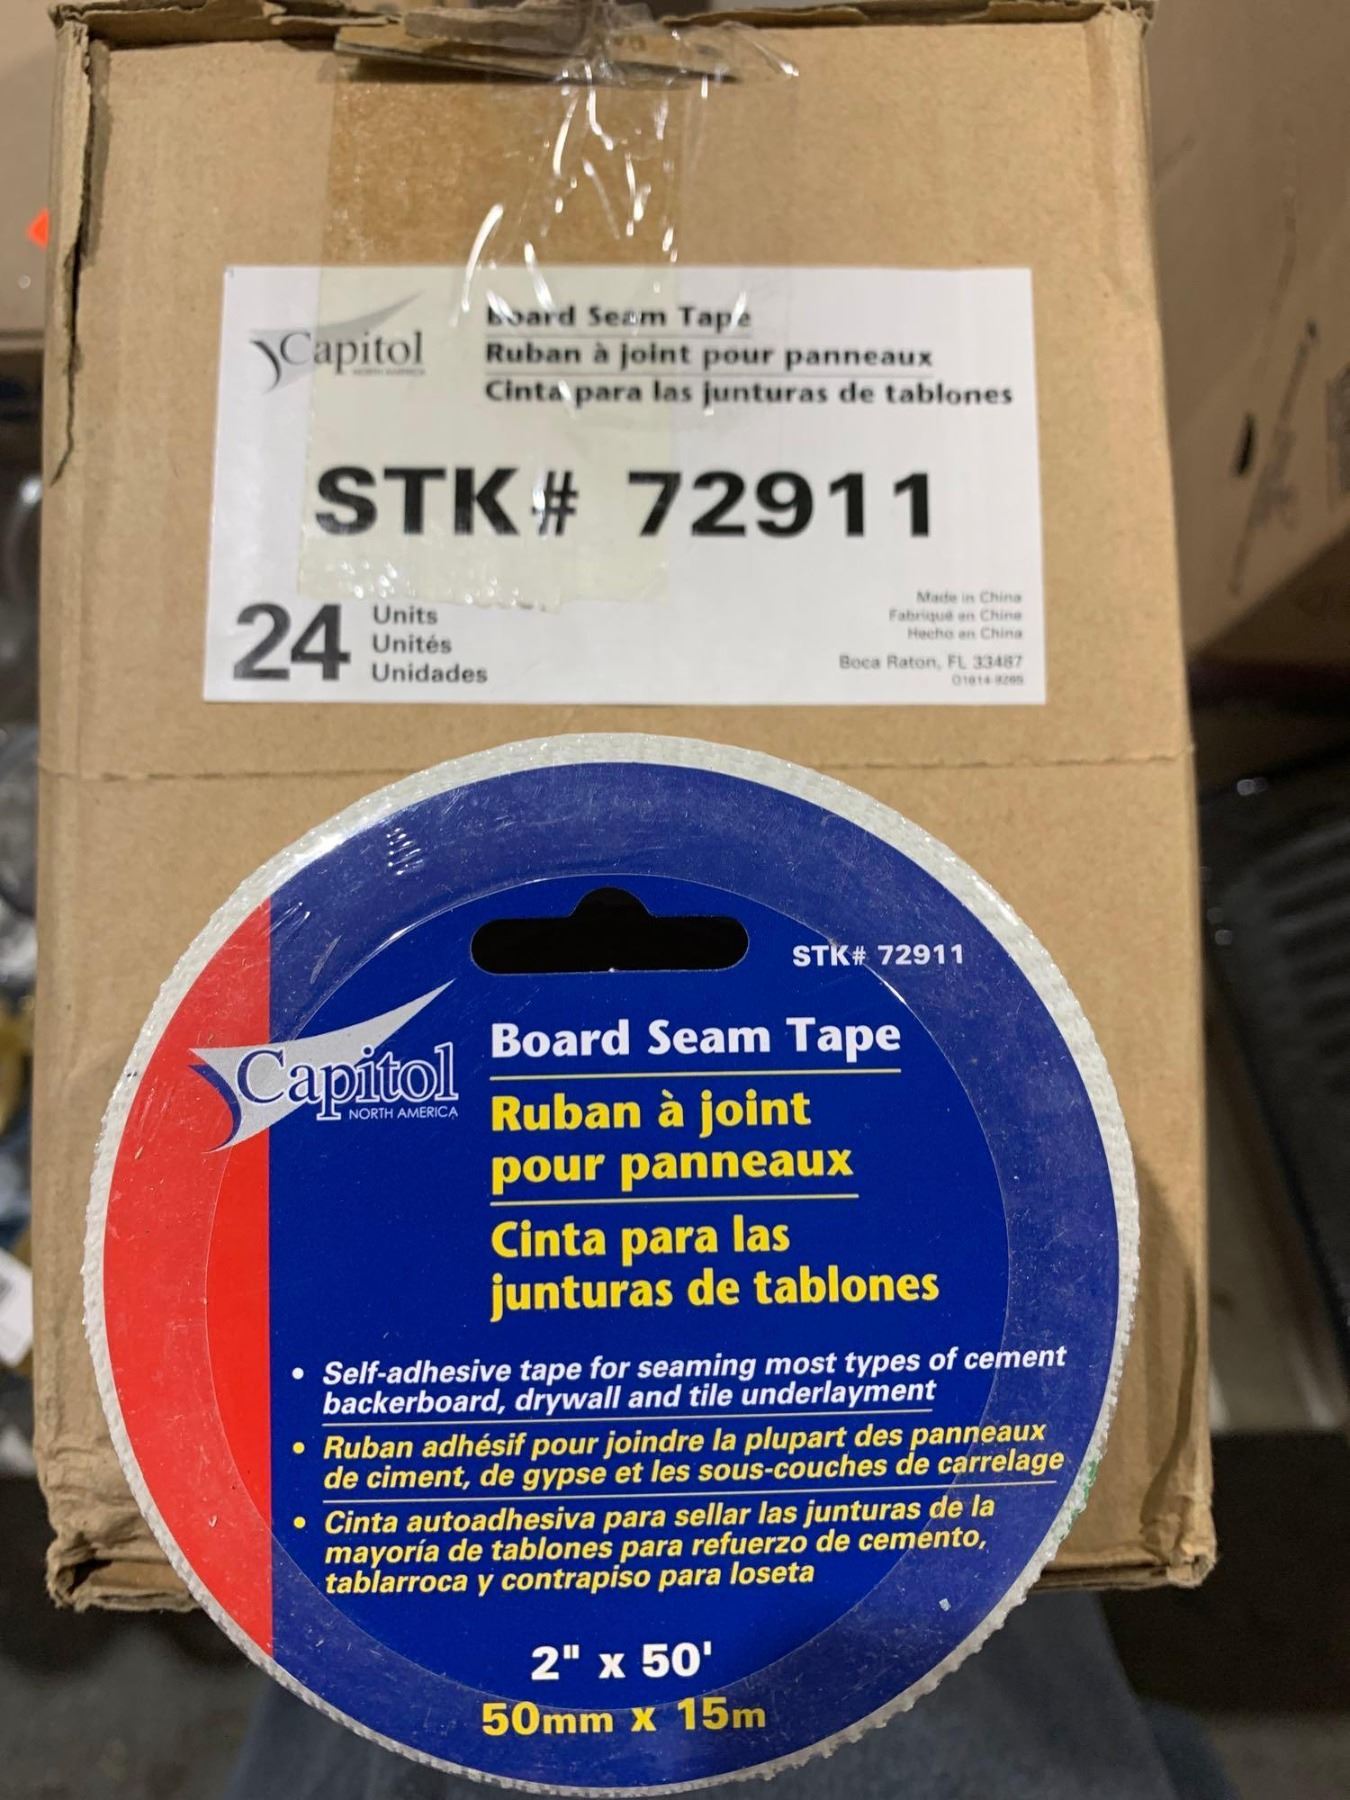 Capitol
NORTH AMERICA
Board Seam Tape
Ruban à joint pour panneaux
Cinta para las junturas de tablones
STK# 72911
24
Units
Unités
Unidades
Made in China
Fabriqué en Chine
Hecho en China
Boca Raton, FL 33487
STK# 72911
Capitol
NORTH AMERICA
Board Seam Tape
Ruban à joint
pour panneaux
Cinta para las
junturas de tablones
• Self-adhesive tape for seaming most types of cement
backerboard, drywall and tile underlayment
• Ruban adhésif pour joindre la plupart des panneaux
de ciment, de gypse et les sous-couches de carrelage
• Cinta autoadhesiva para sellar las junturas de la
mayoría de tablones para refuerzo de cemento,
tablarroca y contrapiso para loseta
2" x 50'
50mm x 15m